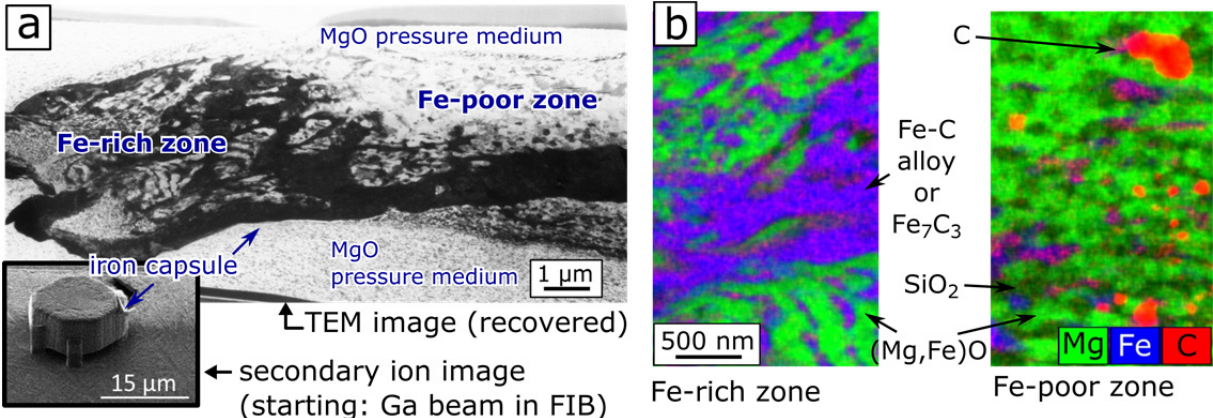 a
MgO pressure medium
Fe-poor zone
Fe-rich zone
iron capsule
MgO
pressure medium
1 μm
TEM image (recovered)
15 μm
secondary ion image
(starting: Ga beam in FIB)
b
C
Fe-C
alloy
or
Fe₇C₃
SiO₂
(Mg,Fe)O
500 nm
Mg Fe C
Fe-rich zone
Fe-poor zone